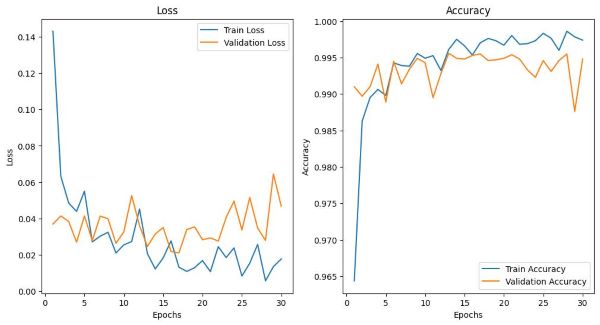 Loss
Train Loss
Validation Loss
0.14
0.12
0.10
0.08
0.06
0.04
0.02
0.00
Loss
0 5 10 15 20 25 30
Epochs
Accuracy
1.000
0.995
0.990
0.985
0.980
0.975
0.970
0.965
Accuracy
Train Accuracy
Validation Accuracy
0 5 10 15 20 25 30
Epochs